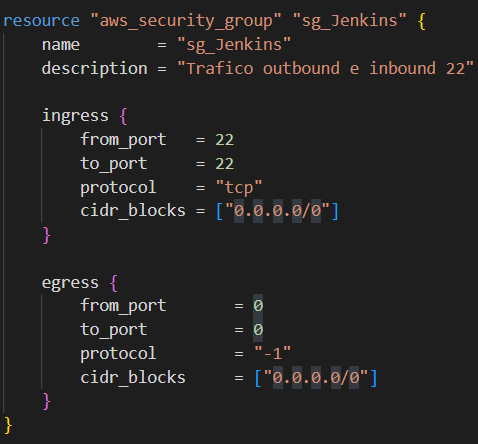 resource "aws_security_group" "sg_Jenkins" {
    name        = "sg_Jenkins"
    description = "Trafico outbound e inbound 22"

    ingress {
        from_port   = 22
        to_port     = 22
        protocol    = "tcp"
        cidr_blocks = ["0.0.0.0/0"]
    }

    egress {
        from_port       = 0
        to_port         = 0
        protocol        = "-1"
        cidr_blocks     = ["0.0.0.0/0"]
    }
}